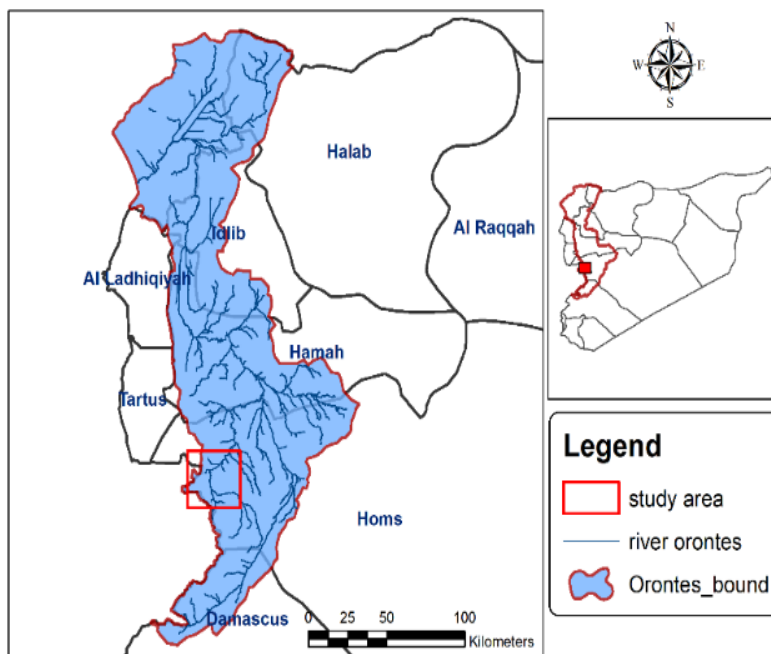 N
W E
S
Halab
Al Raqqah
Idlib
Al Ladhiqiyah
Hamah
Tartus
Homs
Damascus
0 25 50 100
Kilometers
Legend
study area
river orontes
Orontes_bound